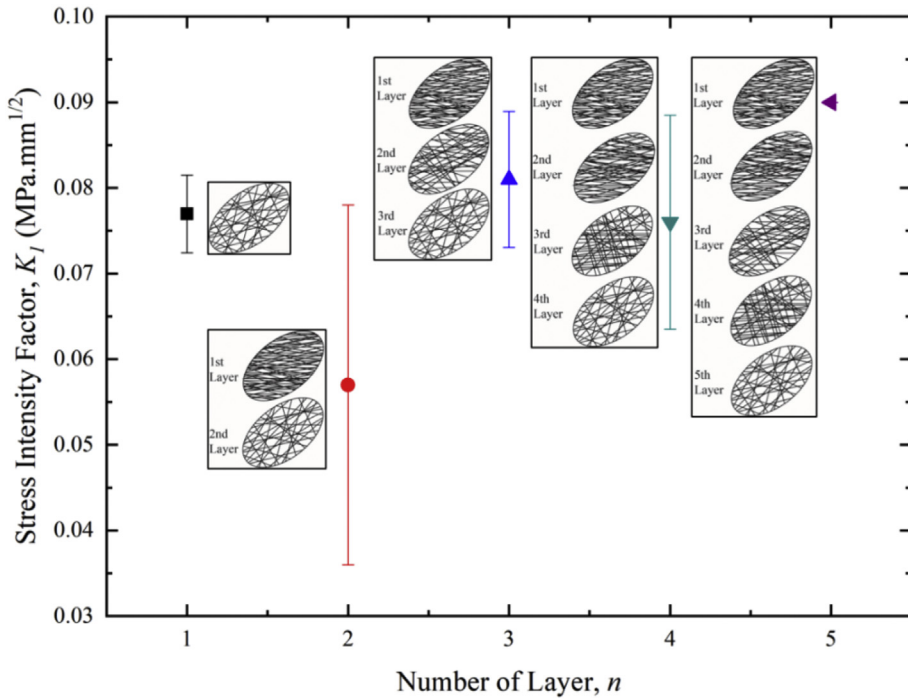 0.10
0.09
0.08
0.07
0.06
0.05
0.04
0.03
Stress Intensity Factor, K_I (MPa.mm^1/2)
1st
Layer
2nd
Layer
1st
Layer
2nd
Layer
3rd
Layer
1st
Layer
2nd
Layer
3rd
Layer
4th
Layer
1st
Layer
2nd
Layer
3rd
Layer
4th
Layer
5th
Layer
1 2 3 4 5
Number of Layer, n